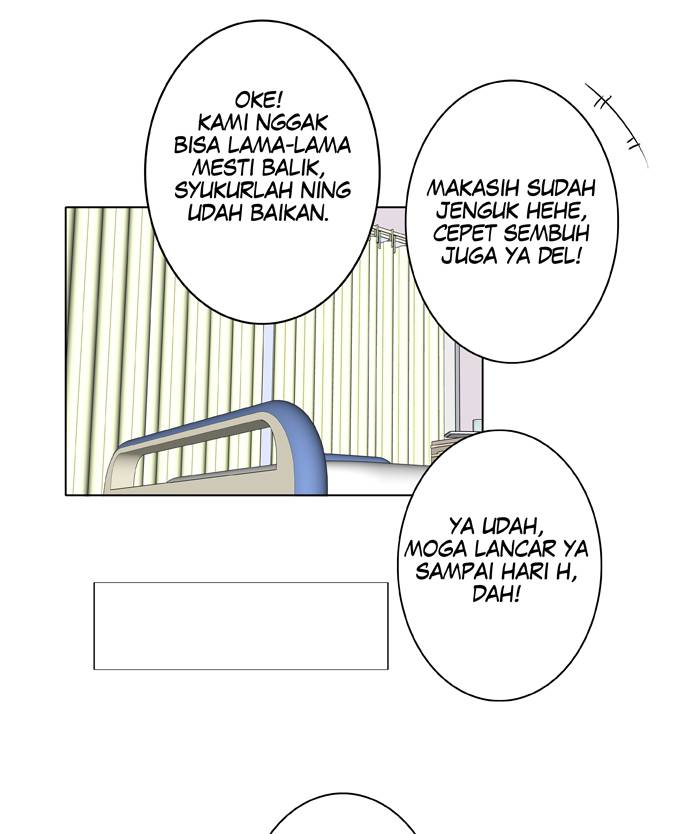 OKE!
KAMI NGGAK
BISA LAMA-LAMA
MESTI BALIK,
SYUKURLAH NING
UDAH BAIKAN.
MAKASIH SUDAH
JENGUK HEHE,
CEPET SEMBUH
JUGA YA DEL!
YA UDAH,
MOGA LANCAR YA
SAMPAI HARI H,
DAH!